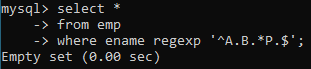 mysql> select *
    -> from emp
    -> where ename regexp '^A.B.*P.$';
Empty set (0.00 sec)